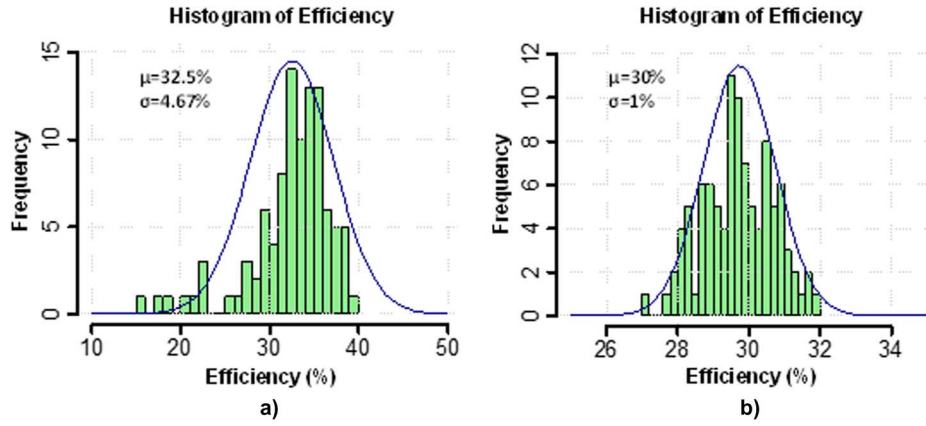 Histogram of Efficiency
μ=32.5%
σ=4.67%
Frequency
0
5
10
15
10
20
30
40
50
Efficiency (%)
a)
Histogram of Efficiency
μ=30%
σ=1%
Frequency
0
2
4
6
8
10
12
26
28
30
32
34
Efficiency (%)
b)